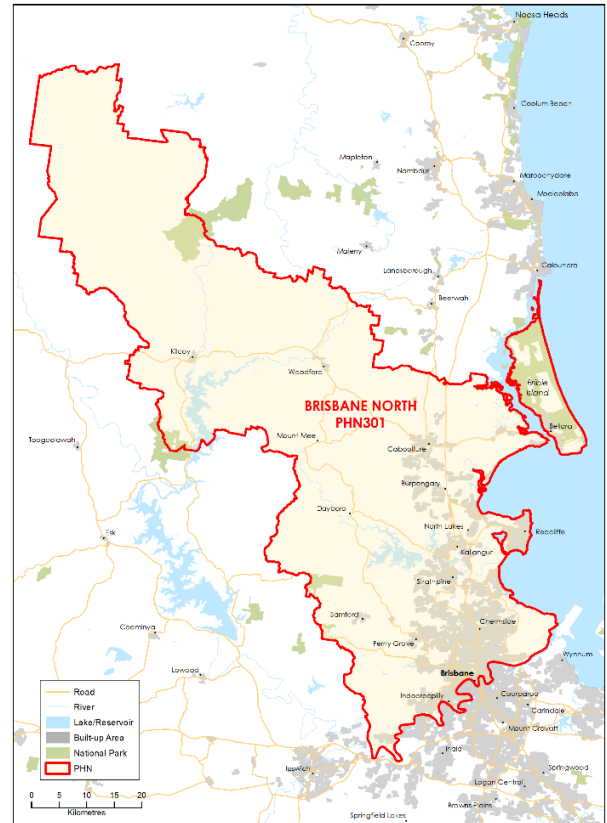 Noosa Heads
Cooroy
Coolum Beach
Mapleton
Nambour
Maroochydore
Mooloolaba
Maleny
Landsborough
Caloundra
Beerwah
Kilcoy
Woodford
Bribie
Island
BRISBANE NORTH
PHN301
Bellara
Toogoolawah
Mount Mee
Caboolture
Burpengary
Dayboro
North Lakes
Redcliffe
Esk
Kallangur
Strathpine
Samford
Chermside
Coominya
Ferny Grove
Wynnum
Lowood
Brisbane
Indooroopilly
Coorparoo
Carindale
Mount Gravatt
Inala
Ipswich
Springwood
Logan Central
Browns Plains
Springfield Lakes
Road
River
Lake/Reservoir
Built-up Area
National Park
PHN
0 5 10 15 20
Kilometres